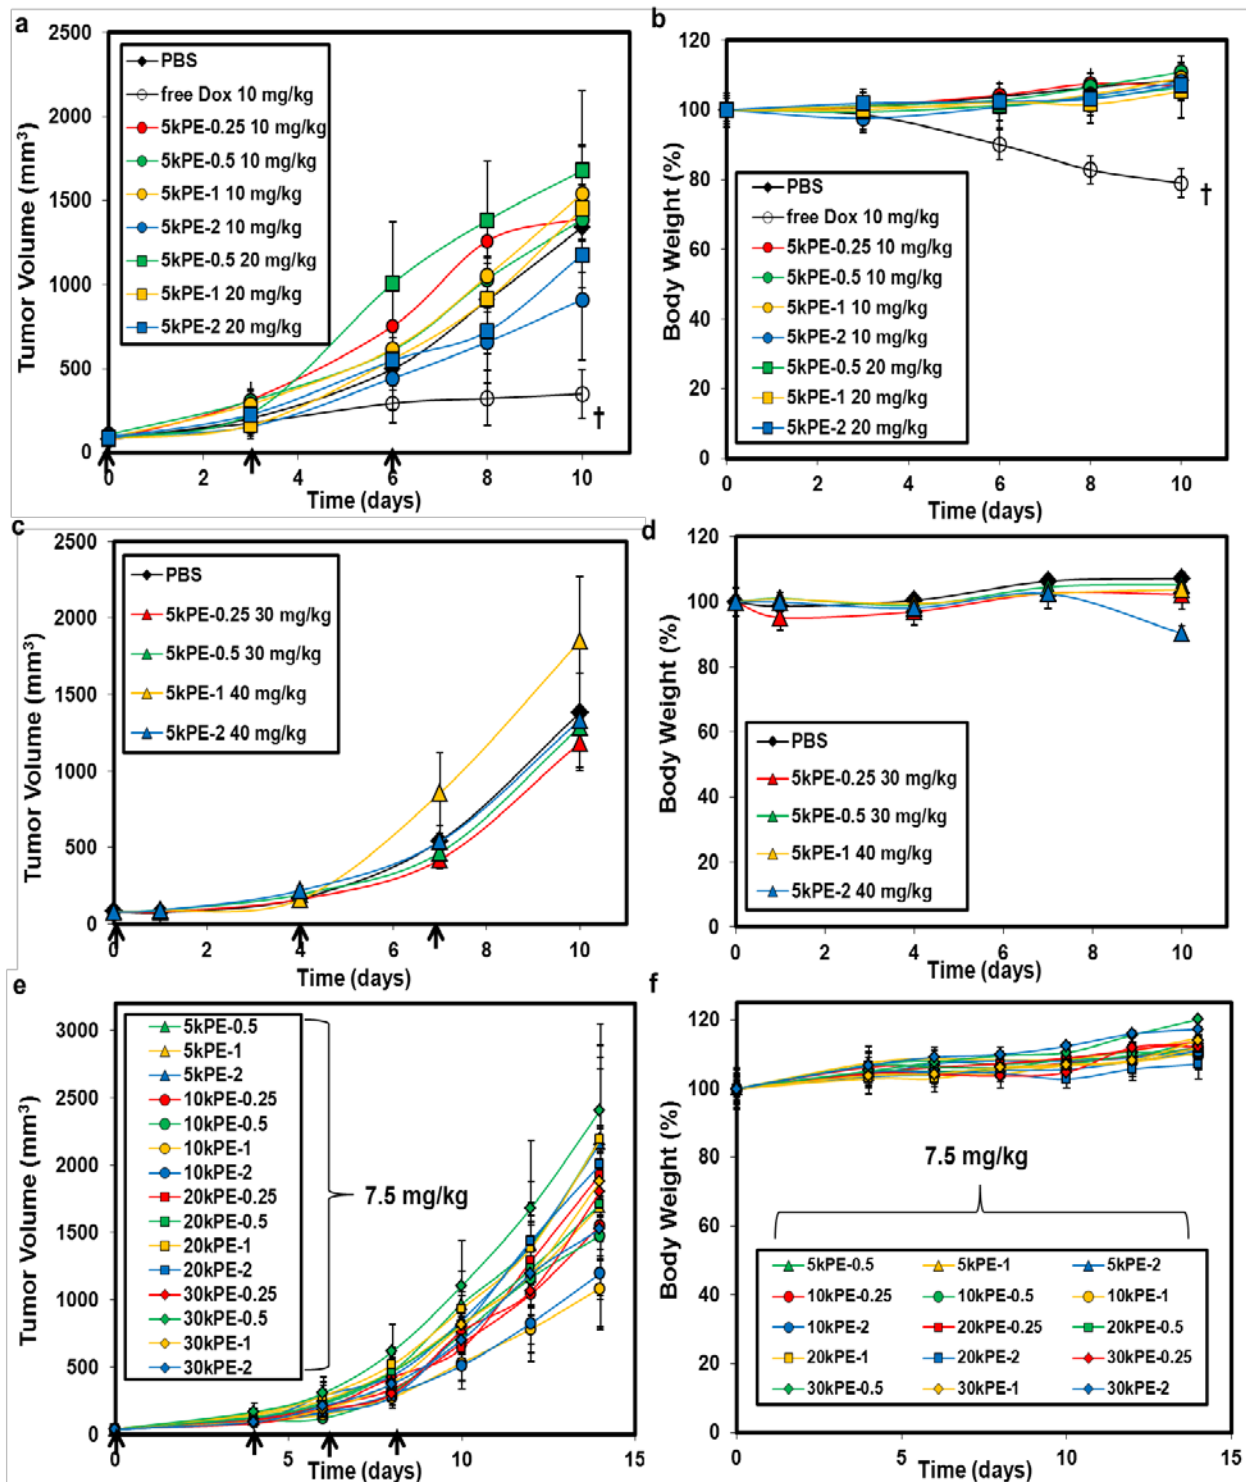 a
Tumor Volume (mm³)
2500
2000
1500
1000
500
0
PBS
free Dox 10 mg/kg
5kPE-0.25 10 mg/kg
5kPE-0.5 10 mg/kg
5kPE-1 10 mg/kg
5kPE-2 10 mg/kg
5kPE-0.5 20 mg/kg
5kPE-1 20 mg/kg
5kPE-2 20 mg/kg
†
0 2 4 6 8 10
Time (days)
b
Body Weight (%)
120
100
80
60
40
20
0
†
PBS
free Dox 10 mg/kg
5kPE-0.25 10 mg/kg
5kPE-0.5 10 mg/kg
5kPE-1 10 mg/kg
5kPE-2 10 mg/kg
5kPE-0.5 20 mg/kg
5kPE-1 20 mg/kg
5kPE-2 20 mg/kg
0 2 4 6 8 10
Time (days)
c
Tumor Volume (mm³)
2500
2000
1500
1000
500
0
PBS
5kPE-0.25 30 mg/kg
5kPE-0.5 30 mg/kg
5kPE-1 40 mg/kg
5kPE-2 40 mg/kg
0 2 4 6 8 10
Time (days)
d
Body Weight (%)
120
100
80
60
40
20
0
PBS
5kPE-0.25 30 mg/kg
5kPE-0.5 30 mg/kg
5kPE-1 40 mg/kg
5kPE-2 40 mg/kg
0 2 4 6 8 10
Time (days)
e
Tumor Volume (mm³)
3000
2500
2000
1500
1000
500
0
5kPE-0.5
5kPE-1
5kPE-2
10kPE-0.25
10kPE-0.5
10kPE-1
10kPE-2
20kPE-0.25
20kPE-0.5
20kPE-1
20kPE-2
30kPE-0.25
30kPE-0.5
30kPE-1
30kPE-2
7.5 mg/kg
0 5 10 15
Time (days)
f
Body Weight (%)
120
100
80
60
40
20
0
7.5 mg/kg
5kPE-0.5 5kPE-1 5kPE-2
10kPE-0.25 10kPE-0.5 10kPE-1
10kPE-2 20kPE-0.25 20kPE-0.5
20kPE-1 20kPE-2 30kPE-0.25
30kPE-0.5 30kPE-1 30kPE-2
0 5 10 15
Time (days)